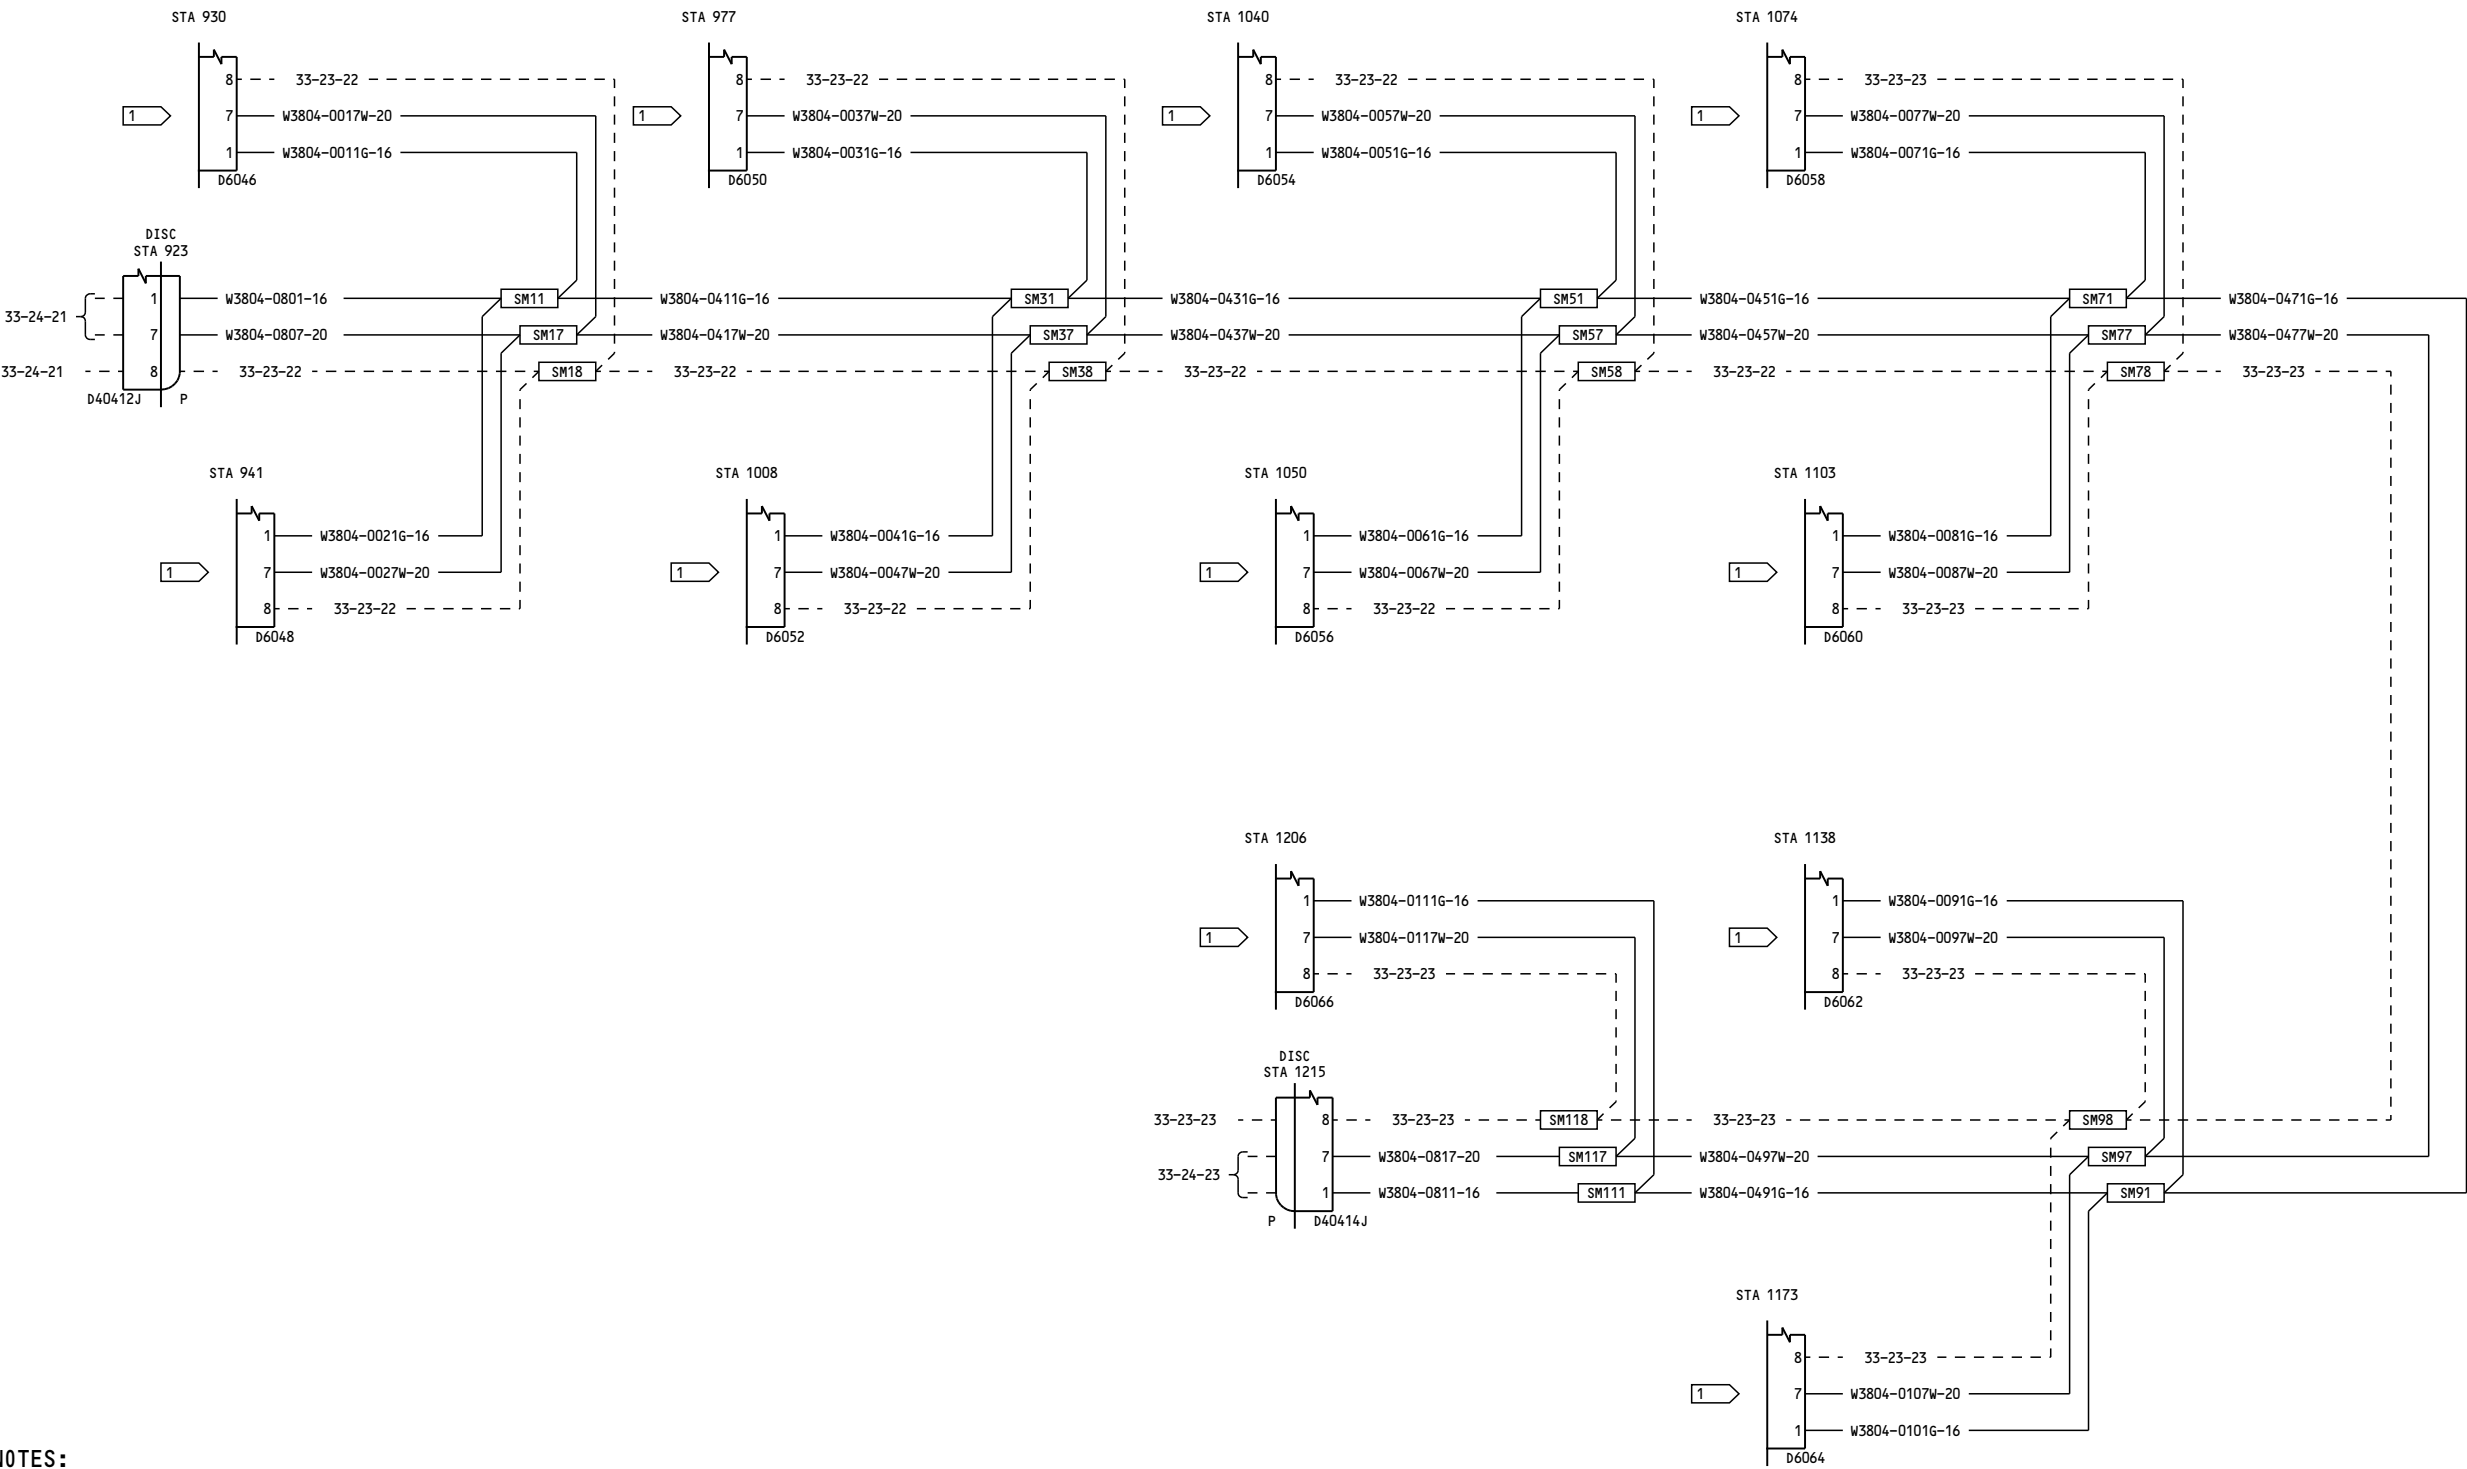 STA 930 STA 977 STA 1040 STA 1074
8 33-23-22 8 33-23-22 8 33-23-22 8 33-23-23
1 7 W3804-0017W-20 1 7 W3804-0037W-20 1 7 W3804-0057W-20 1 7 W3804-0077W-20
1 W3804-0011G-16 1 W3804-0031G-16 1 W3804-0051G-16 1 W3804-0071G-16
D6046 D6050 D6054 D6058
DISC
STA 923
1 W3804-0801-16 SM11 W3804-0411G-16 SM31 W3804-0431G-16 SM51 W3804-0451G-16 SM71 W3804-0471G-16
33-24-21
7 W3804-0807-20 SM17 W3804-0417W-20 SM37 W3804-0437W-20 SM57 W3804-0457W-20 SM77 W3804-0477W-20
33-24-21 8 33-23-22 SM18 33-23-22 SM38 33-23-22 SM58 33-23-22 SM78 33-23-23
D40412J P
STA 941 STA 1008 STA 1050 STA 1103
1 W3804-0021G-16 1 W3804-0041G-16 1 W3804-0061G-16 1 W3804-0081G-16
1 7 W3804-0027W-20 1 7 W3804-0047W-20 1 7 W3804-0067W-20 1 7 W3804-0087W-20
8 33-23-22 8 33-23-22 8 33-23-22 8 33-23-23
D6048 D6052 D6056 D6060
STA 1206 STA 1138
1 W3804-0111G-16 1 W3804-0091G-16
1 7 W3804-0117W-20 1 7 W3804-0097W-20
8 33-23-23 8 33-23-23
D6066 D6062
DISC
STA 1215
33-23-23 8 33-23-23 SM118 33-23-23 SM98
7 W3804-0817-20 SM117 W3804-0497W-20 SM97
33-24-23
1 W3804-0811-16 SM111 W3804-0491G-16 SM91
P D40414J
STA 1173
8 33-23-23
1 7 W3804-0107W-20
1 W3804-0101G-16
D6064
NOTES: